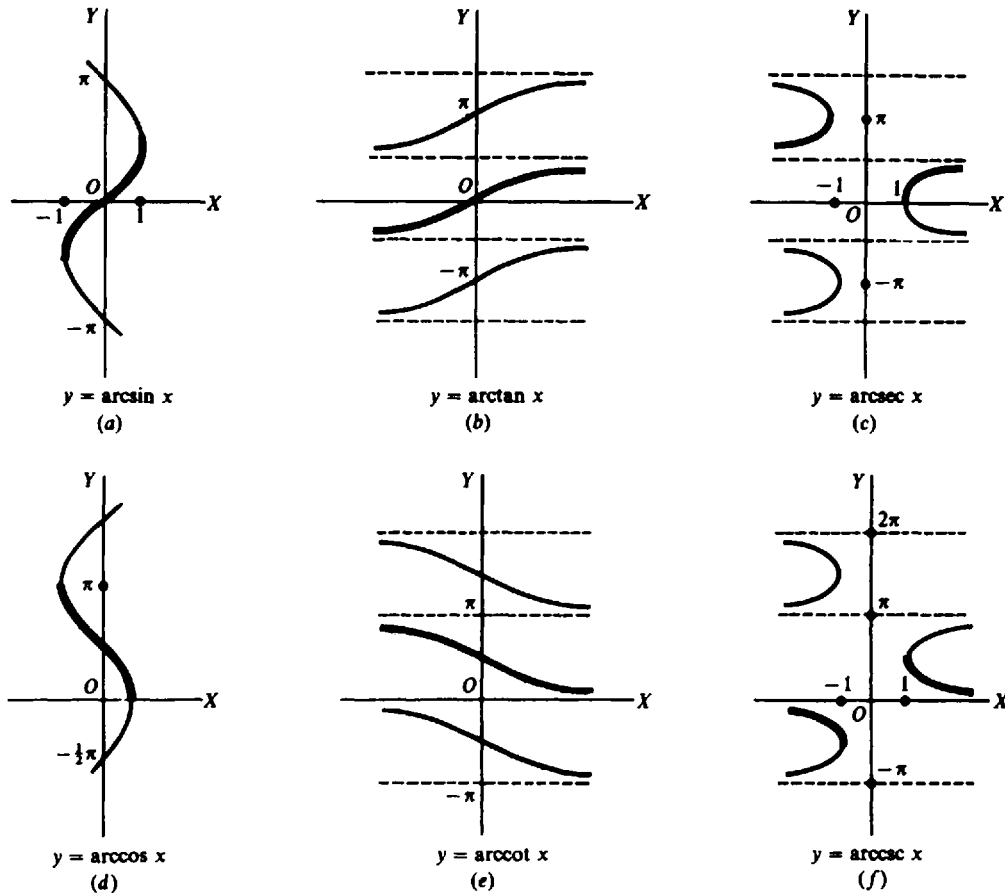 Y
π
O
−1
1
X
−π
y = arcsin x
(a)
Y
π
O
X
−π
y = arctan x
(b)
Y
π
−1
1
O
X
−π
y = arcsec x
(c)
Y
π
O
X
−½π
y = arccos x
(d)
Y
π
O
X
−π
y = arccot x
(e)
Y
2π
π
−1
1
O
X
−π
y = arccsc x
(f)